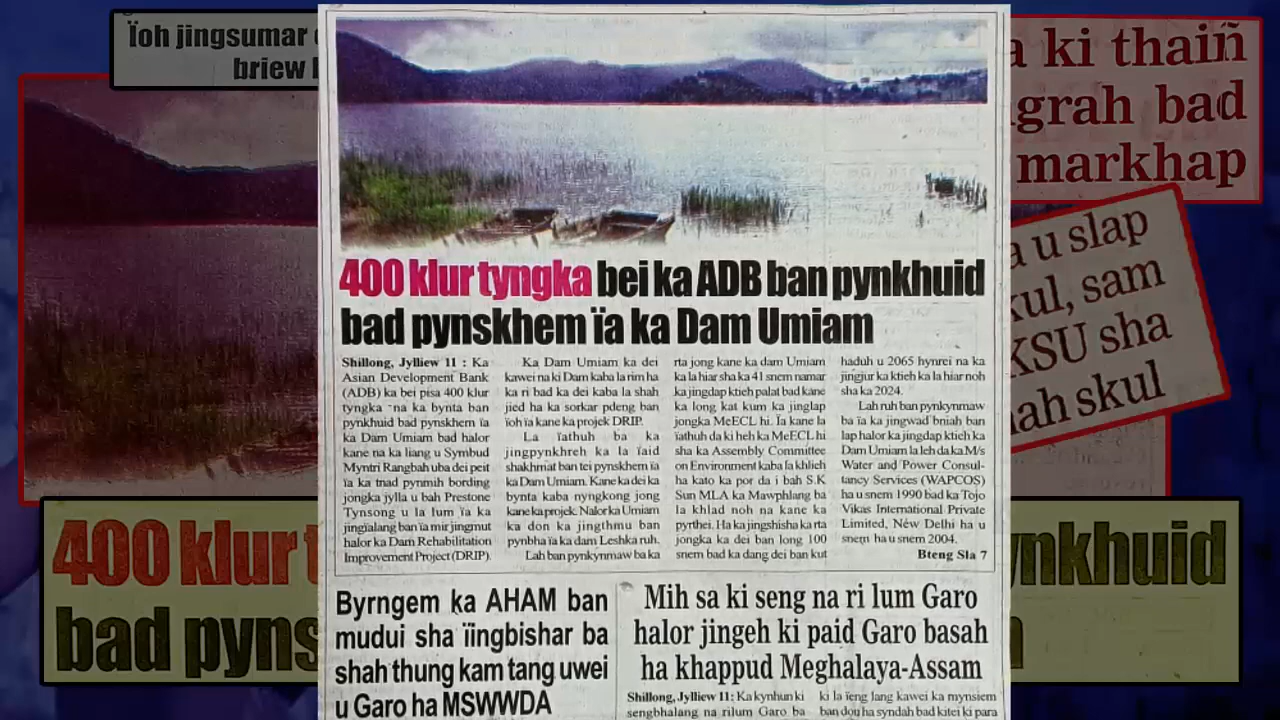 Ïoh jingsumar
briew
a ki thaiñ
grah bad
markhap
a u slap
kul, sam
KSU sha
ah skul
400 klur
bad pyns
ynkhuid
400 klur tyngka bei ka ADB ban pynkhuid
bad pynskhem ïa ka Dam Umiam
Shillong, Jylliew 11 : Ka
Asian Development Bank
(ADB) ka bei pisa 400 klur
tyngka na ka bynta ban
pynkhuid bad pynskhem ïa
ka Dam Umiam bad halor
kane na ka liang u Symbud
Myntri Rangbah uba dei peit
ïa ka tnad pynmih bording
jongka jylla u bah Prestone
Tynsong u la lum ïa ka
jingïalang ban ïa mir jingmut
halor ka Dam Rehabilitation
Improvement Project (DRIP).
Ka Dam Umiam ka dei
kawei na ki Dam kaba la rim ha
ka ri bad ka dei kaba la shah
jied ha ka sorkar pdeng ban
ïoh ïa kane ka projek DRIP.
La ïathuh ba ka
jingpynkhreh ka la ïaid
shakhmat ban tei pynskhem ïa
ka Dam Umiam. Kane ka dei ka
bynta kaba nyngkong jong
kane ka projek. Nalor ka Umiam
ka don ka jingthmu ban
pynbha ïa ka dam Leshka ruh.
Lah ban pynkynmaw ba ka
rta jong kane ka dam Umiam
ka la hiar sha ka 41 snem namar
ka jingdap ktieh palat bad kane
ka long kat kum ka jinglap
jongka MeECL hi. Ïa kane la
ïathuh da ki heh ka MeECL hi
sha ka Assembly Committee
on Environment kaba fa khlieh
ha kato ka por da i bah S.K
Sun MLA ka Mawphlang ba
la khlad noh na kane ka
pyrthei. Ha ka jingshisha ka rta
jongka ka dei ban long 100
snem bad ka dang dei ban kut
haduh u 2065 hynrei na ka
jingjur ka ktieh ka la hiar noh
sha ka 2024.
Lah ruh ban pynkynmaw
ba ïa ka jingwad bniah ban
lap halor ka jingdap ktieh ka
Dam Umiam la leh da ka M/s
Water and Power Consul-
tancy Services (WAPCOS)
ha u snem 1990 bad ka Tojo
Vikas International Private
Limited, New Delhi ha u
snem ha u snem 2004.
Bteng Sla 7
Byrngem ka AHAM ban
mudui sha ïingbishar ba
shah thung kam tang uwei
u Garo ha MSWWDA
Mih sa ki seng na ri lum Garo
halor jingeh ki paid Garo basah
ha khappud Meghalaya-Assam
Shillong, Jylliew 11: Ka kynhun ki
sengbhalang na rilum Garo ba
ki la ïeng lang kawei ka mynsiem
ban dou ha syndah bad kitei ki para